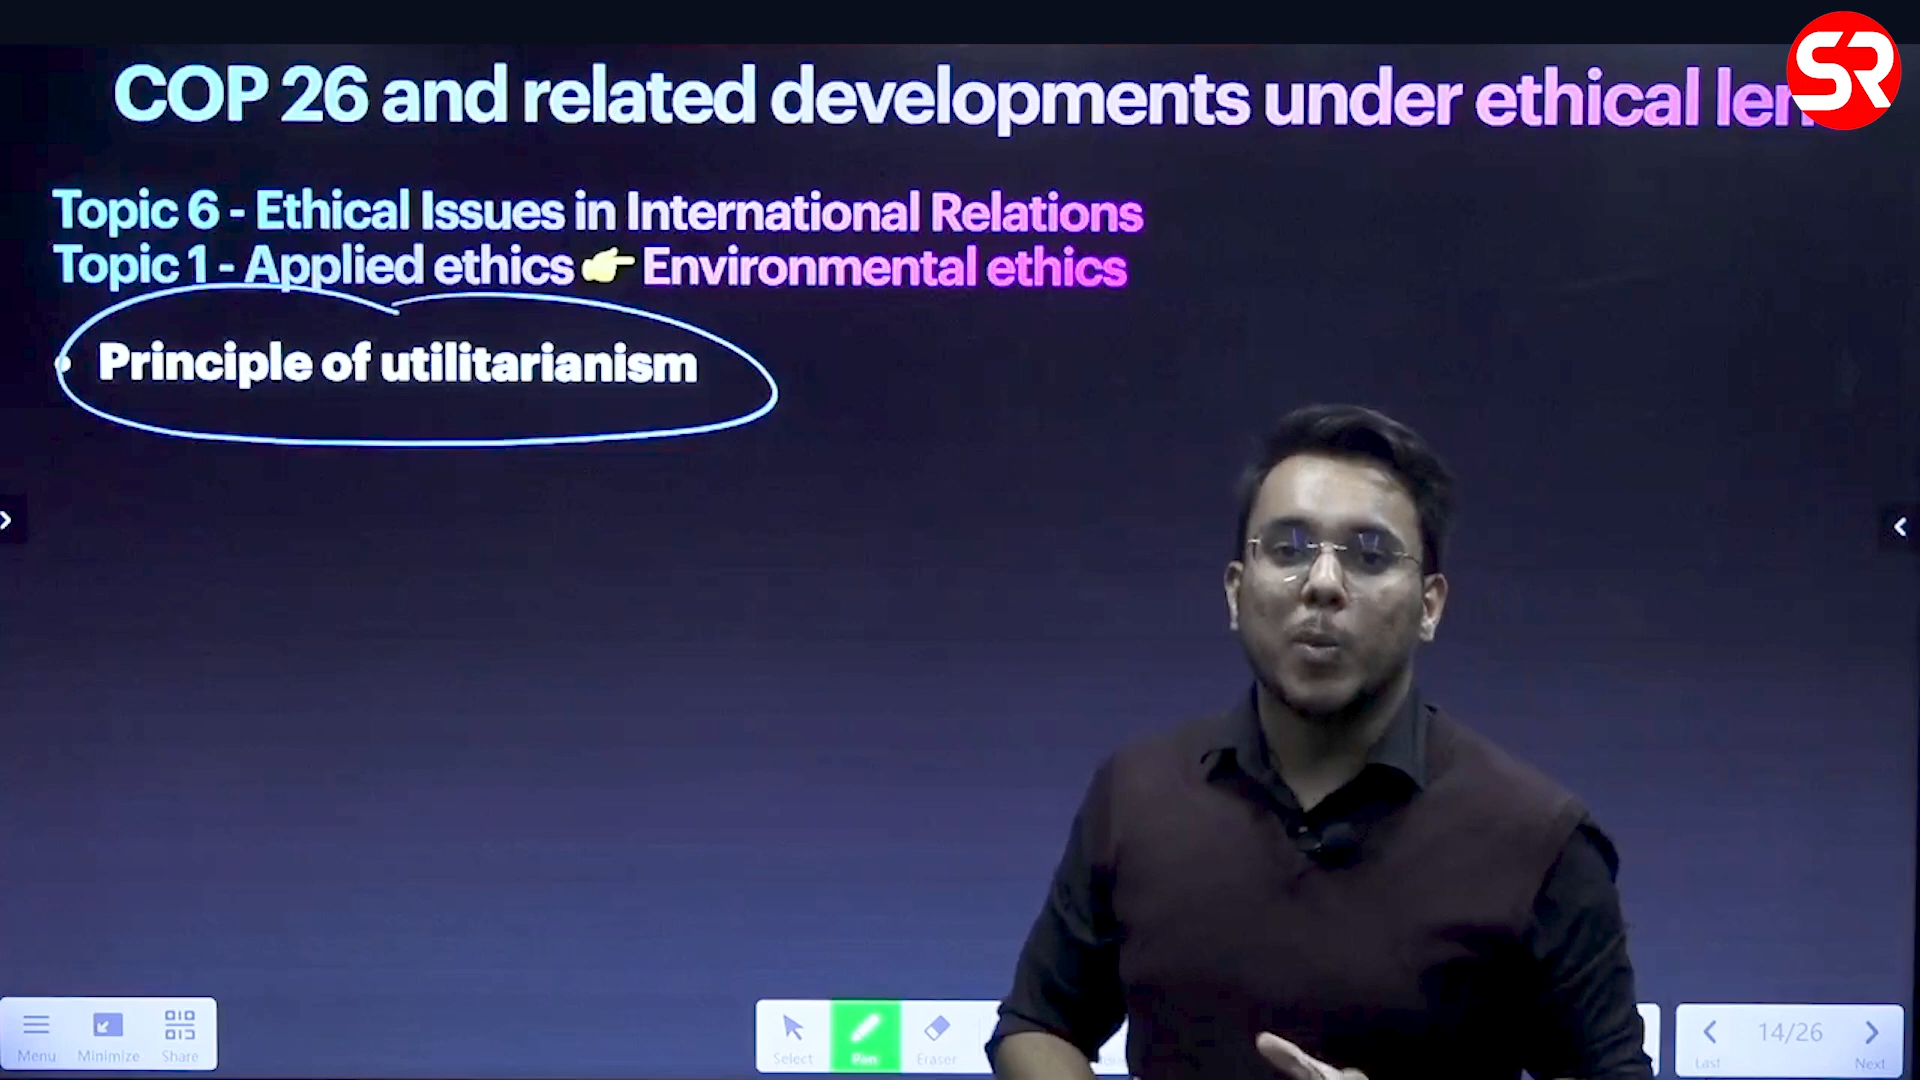 SR
COP 26 and related developments under ethical len
Topic 6 - Ethical Issues in International Relations
Topic 1 - Applied ethics 👉 Environmental ethics
• Principle of utilitarianism
Menu Minimize Share
Select Pen Eraser
Last 14/26 Next